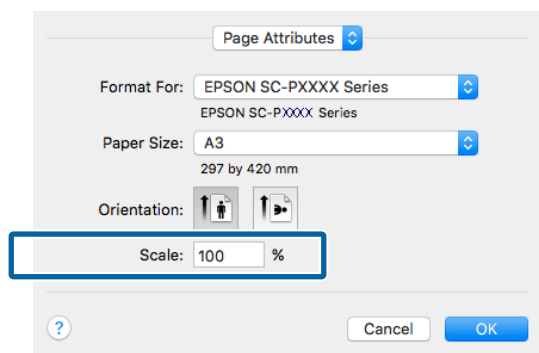 Page Attributes
Format For: EPSON SC-PXXXX Series
EPSON SC-PXXXX Series
Paper Size: A3
297 by 420 mm
Orientation:
Scale: 100 %
? Cancel OK